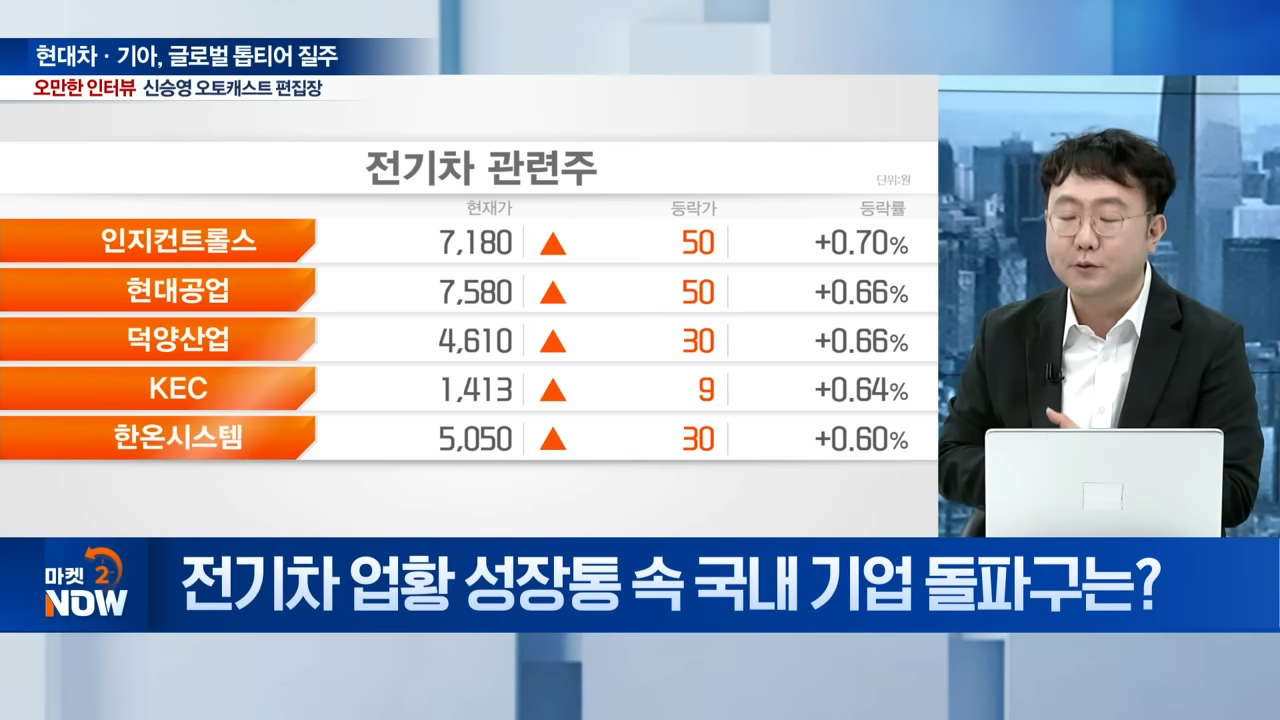 현대차·기아, 글로벌 톱티어 질주
오만한 인터뷰 신승영 오토캐스트 편집장
전기차 관련주
단위:원
현재가 등락가 등락률
인지컨트롤스 7,180 ▲ 50 +0.70%
현대공업 7,580 ▲ 50 +0.66%
덕양산업 4,610 ▲ 30 +0.66%
KEC 1,413 ▲ 9 +0.64%
한온시스템 5,050 ▲ 30 +0.60%
마켓 2
NOW
전기차 업황 성장통 속 국내 기업 돌파구는?